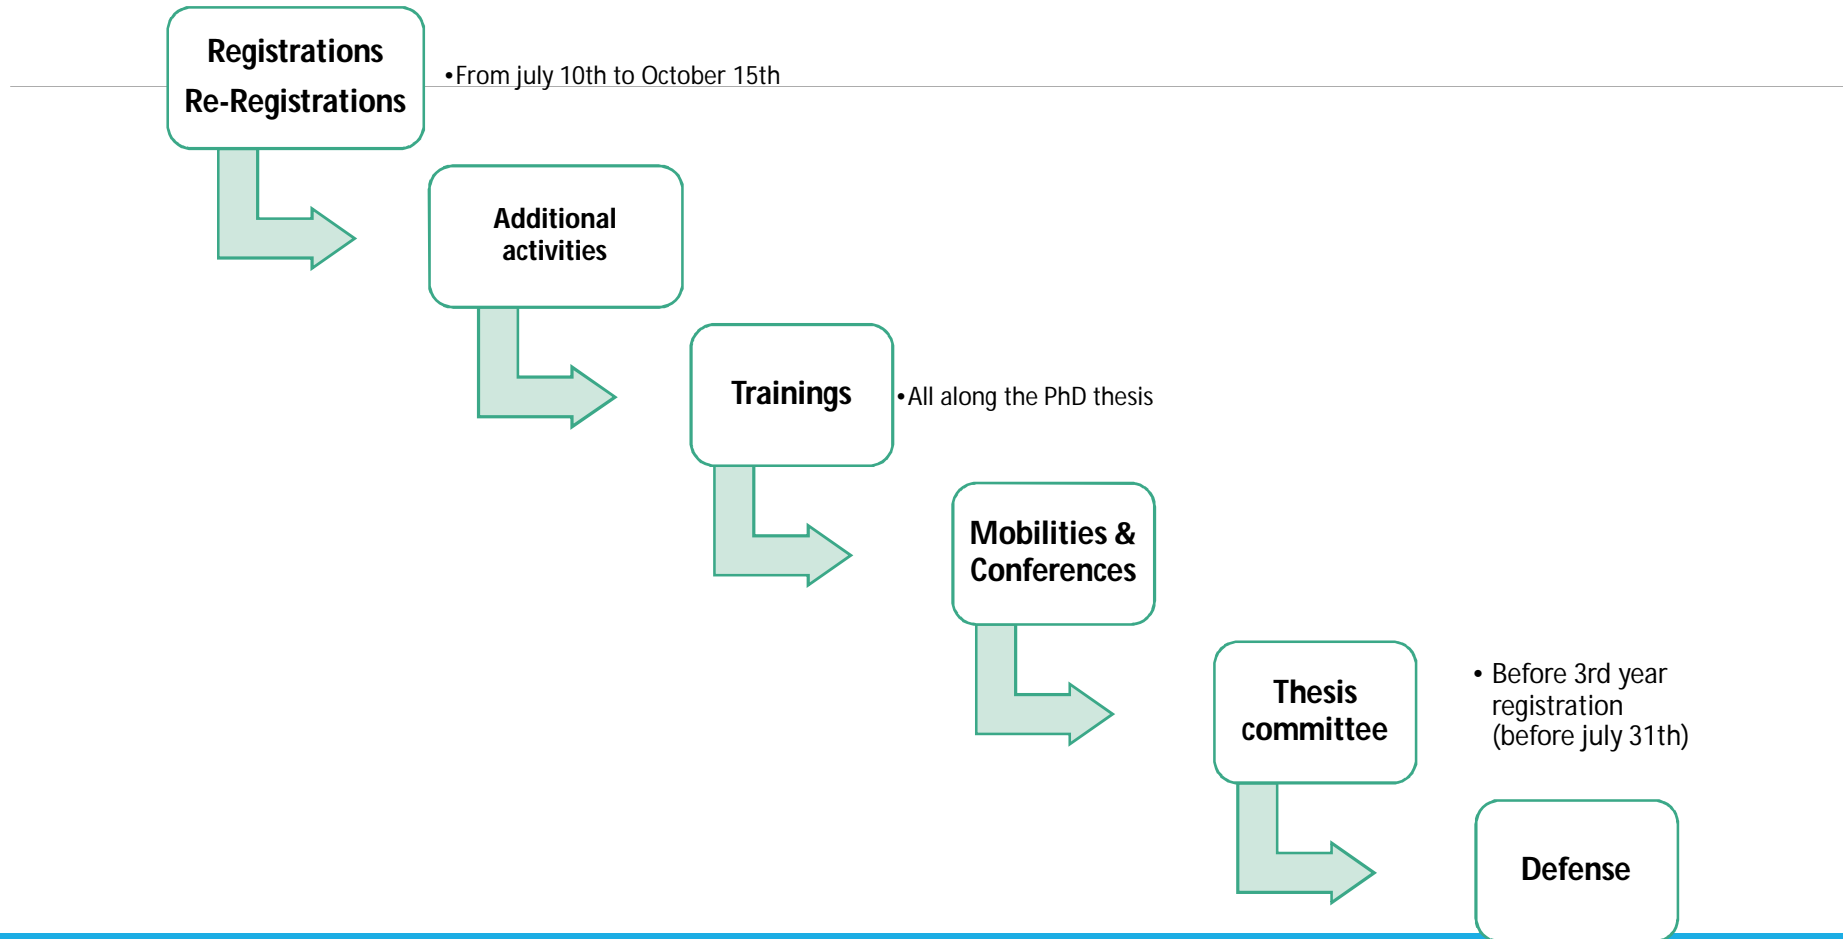 Registrations
Re-Registrations
•From july 10th to October 15th
Additional
activities
Trainings
•All along the PhD thesis
Mobilities &
Conferences
Thesis
committee
• Before 3rd year
registration
(before july 31th)
Defense